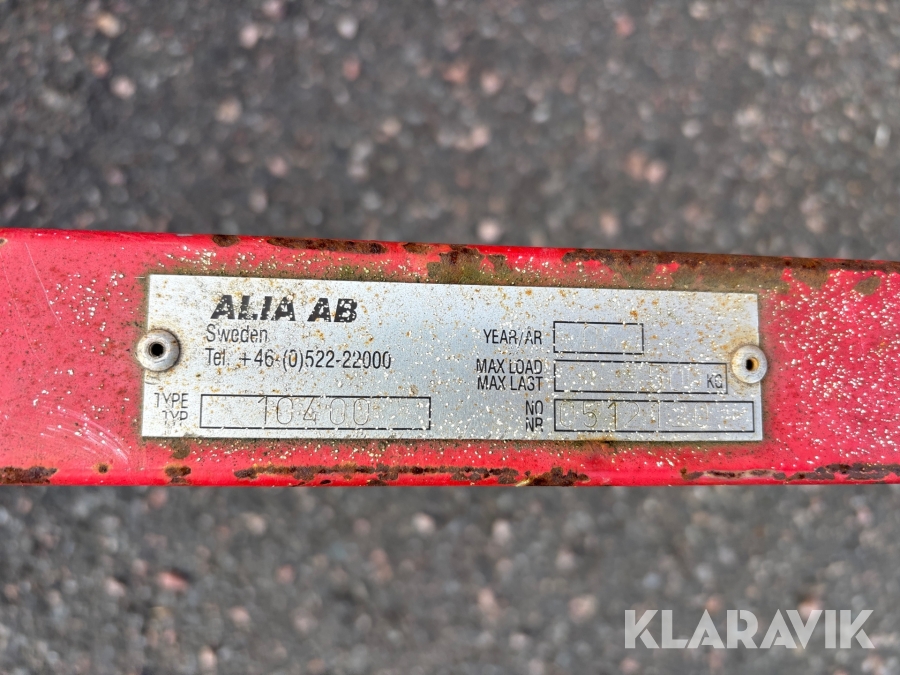 ALIA AB
Sweden
Tel. +46 (0)522-22000
YEAR/ÅR
MAX LOAD
MAX LAST
KG
TYPE
TYP
10400
NO
NR
KLARAVIK